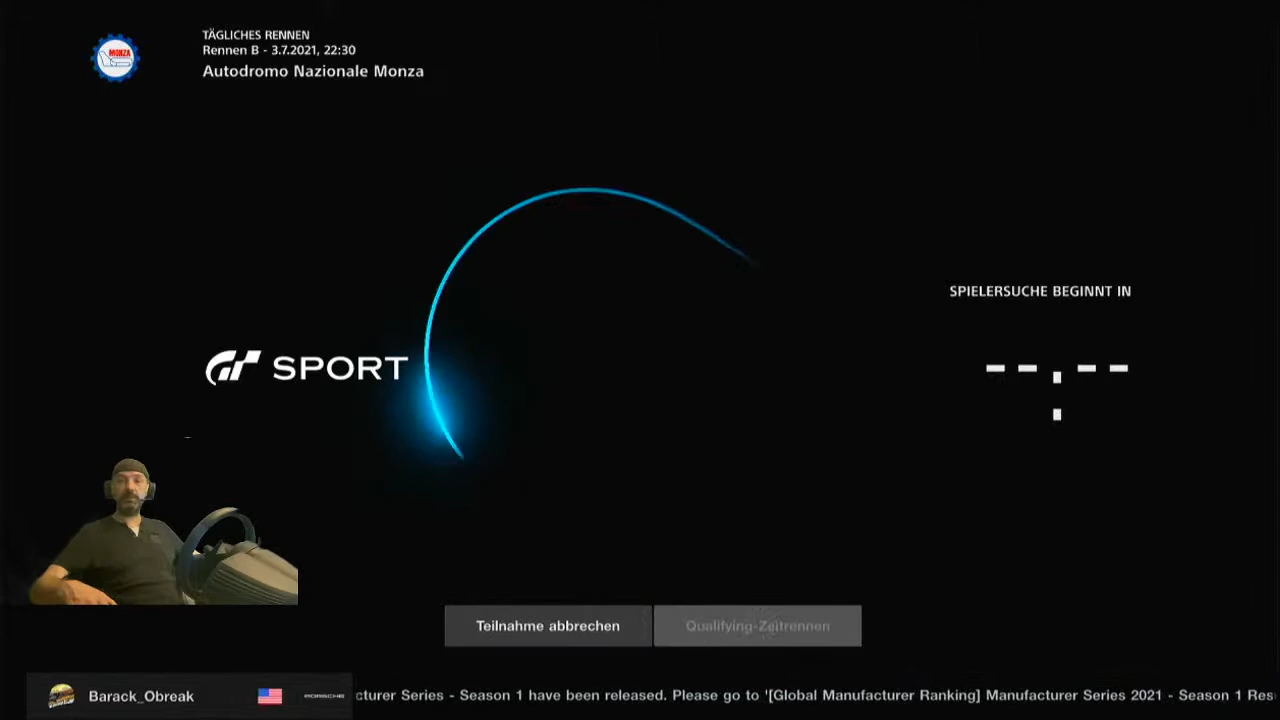 MONZA
TÄGLICHES RENNEN
Rennen B - 3.7.2021, 22:30
Autodromo Nazionale Monza
SPIELERSUCHE BEGINNT IN
GT SPORT
Teilnahme abbrechen
Qualifying-Zeitrennen
Barack_Obreak
PORSCHE
cturer Series - Season 1 have been released. Please go to '[Global Manufacturer Ranking] Manufacturer Series 2021 - Season 1 Res